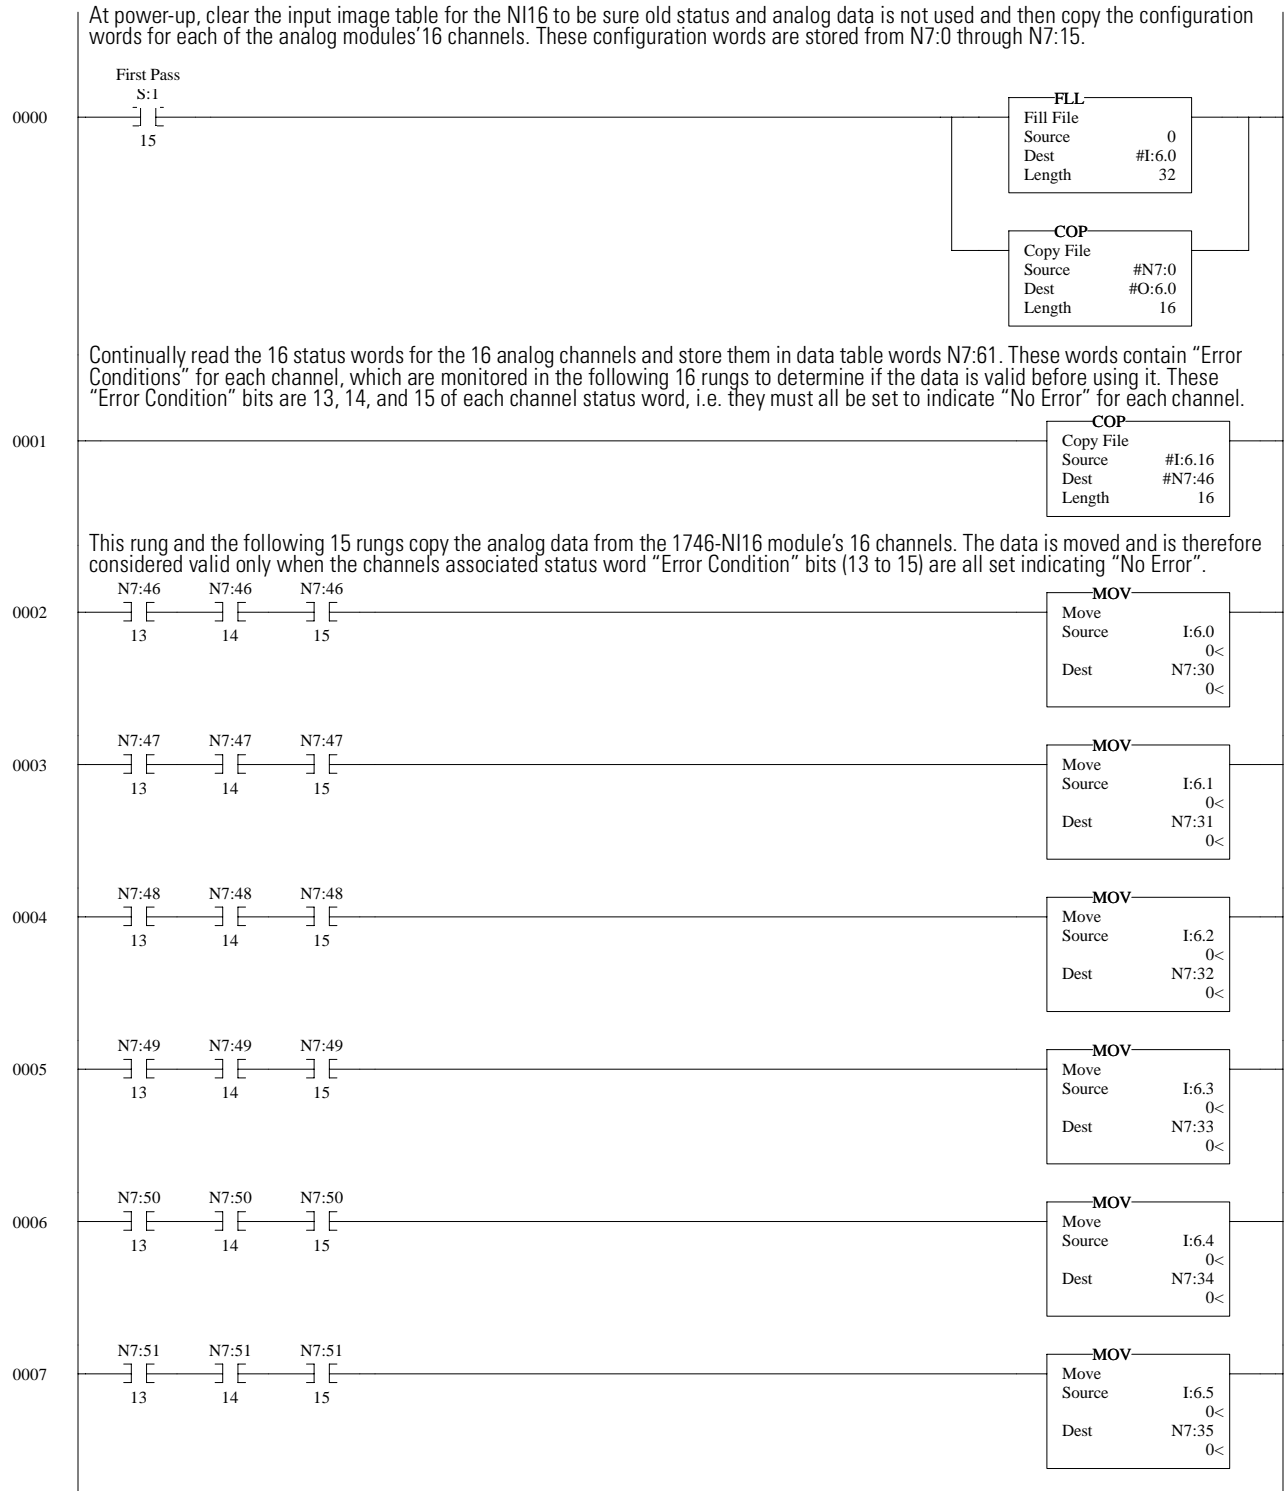 At power-up, clear the input image table for the NI16 to be sure old status and analog data is not used and then copy the configuration
words for each of the analog modules’16 channels. These configuration words are stored from N7:0 through N7:15.
First Pass
S:1
0000
15
FLL
Fill File
Source 0
Dest #I:6.0
Length 32
COP
Copy File
Source #N7:0
Dest #O:6.0
Length 16
Continually read the 16 status words for the 16 analog channels and store them in data table words N7:61. These words contain “Error
Conditions” for each channel, which are monitored in the following 16 rungs to determine if the data is valid before using it. These
“Error Condition” bits are 13, 14, and 15 of each channel status word, i.e. they must all be set to indicate “No Error” for each channel.
0001
COP
Copy File
Source #I:6.16
Dest #N7:46
Length 16
This rung and the following 15 rungs copy the analog data from the 1746-NI16 module’s 16 channels. The data is moved and is therefore
considered valid only when the channels associated status word “Error Condition” bits (13 to 15) are all set indicating “No Error”.
N7:46 N7:46 N7:46
0002
13 14 15
MOV
Move
Source I:6.0
0<
Dest N7:30
0<
N7:47 N7:47 N7:47
0003
13 14 15
MOV
Move
Source I:6.1
0<
Dest N7:31
0<
N7:48 N7:48 N7:48
0004
13 14 15
MOV
Move
Source I:6.2
0<
Dest N7:32
0<
N7:49 N7:49 N7:49
0005
13 14 15
MOV
Move
Source I:6.3
0<
Dest N7:33
0<
N7:50 N7:50 N7:50
0006
13 14 15
MOV
Move
Source I:6.4
0<
Dest N7:34
0<
N7:51 N7:51 N7:51
0007
13 14 15
MOV
Move
Source I:6.5
0<
Dest N7:35
0<